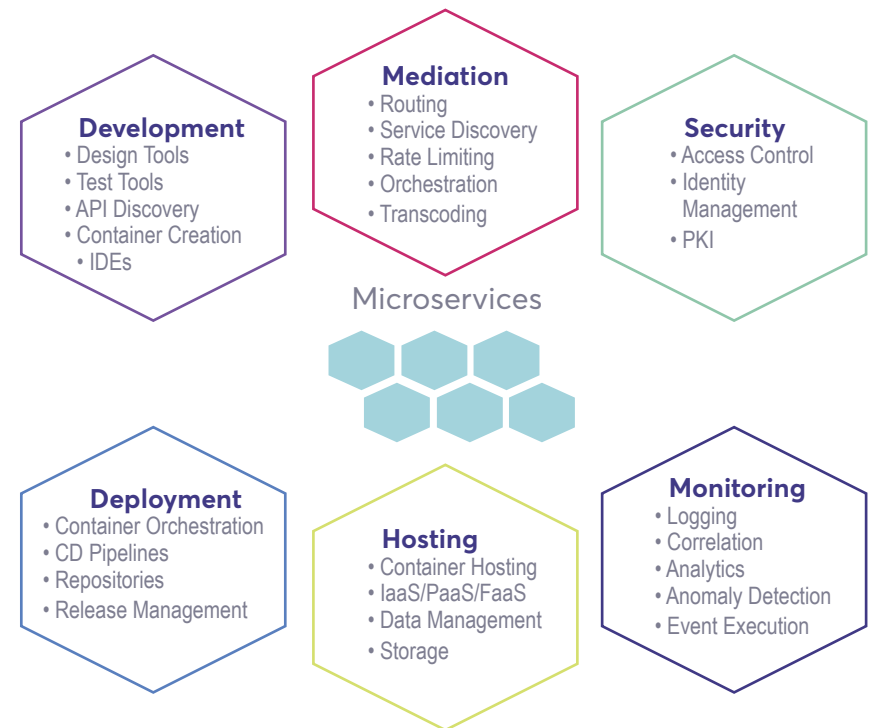 Development
• Design Tools
• Test Tools
• API Discovery
• Container Creation
• IDEs
Mediation
• Routing
• Service Discovery
• Rate Limiting
• Orchestration
• Transcoding
Security
• Access Control
• Identity
Management
• PKI
Microservices
Deployment
• Container Orchestration
• CD Pipelines
• Repositories
• Release Management
Hosting
• Container Hosting
• IaaS/PaaS/FaaS
• Data Management
• Storage
Monitoring
• Logging
• Correlation
• Analytics
• Anomaly Detection
• Event Execution